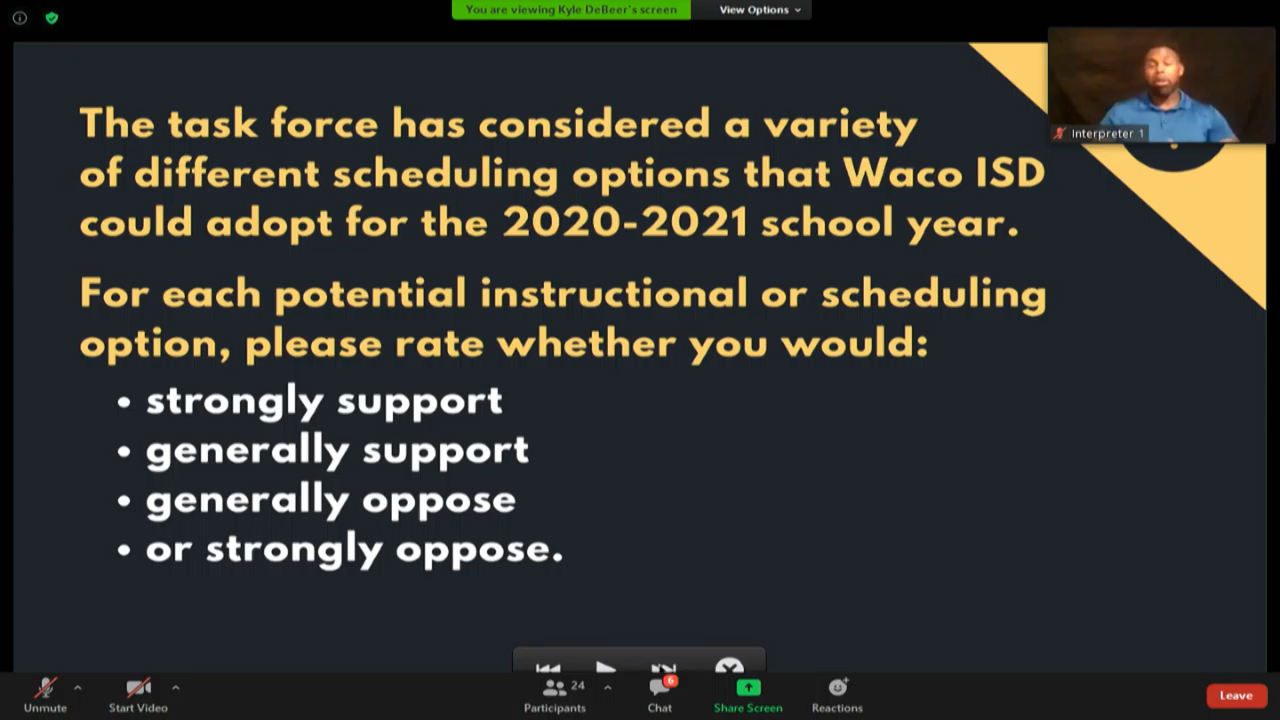 You are viewing Kyle DeBeer's screen
View Options
The task force has considered a variety
of different scheduling options that Waco ISD
could adopt for the 2020-2021 school year.
For each potential instructional or scheduling
option, please rate whether you would:
• strongly support
• generally support
• generally oppose
• or strongly oppose.
Interpreter 1
Unmute
Start Video
24
Participants
6
Chat
Share Screen
Reactions
Leave